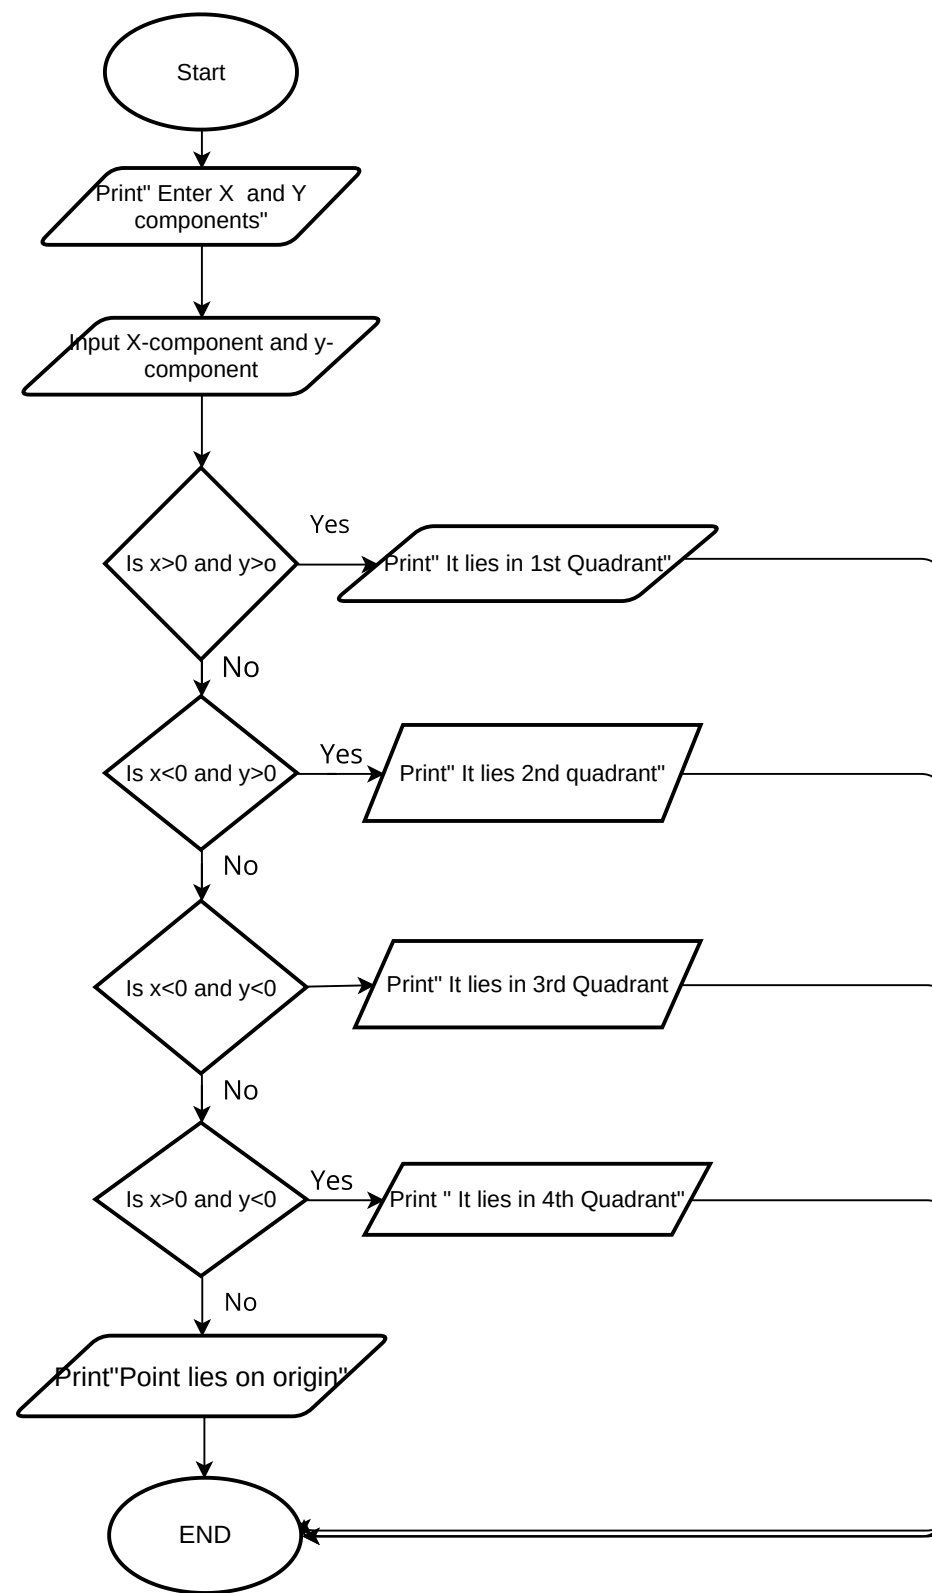 Start
Print" Enter X  and Y
components"
Input X-component and y-
component
Yes
Is x>0 and y>o
Print" It lies in 1st Quadrant"
No
Yes
Is x<0 and y>0
Print" It lies 2nd quadrant"
No
Is x<0 and y<0
Print" It lies in 3rd Quadrant
No
Yes
Is x>0 and y<0
Print " It lies in 4th Quadrant"
No
Print"Point lies on origin"
END